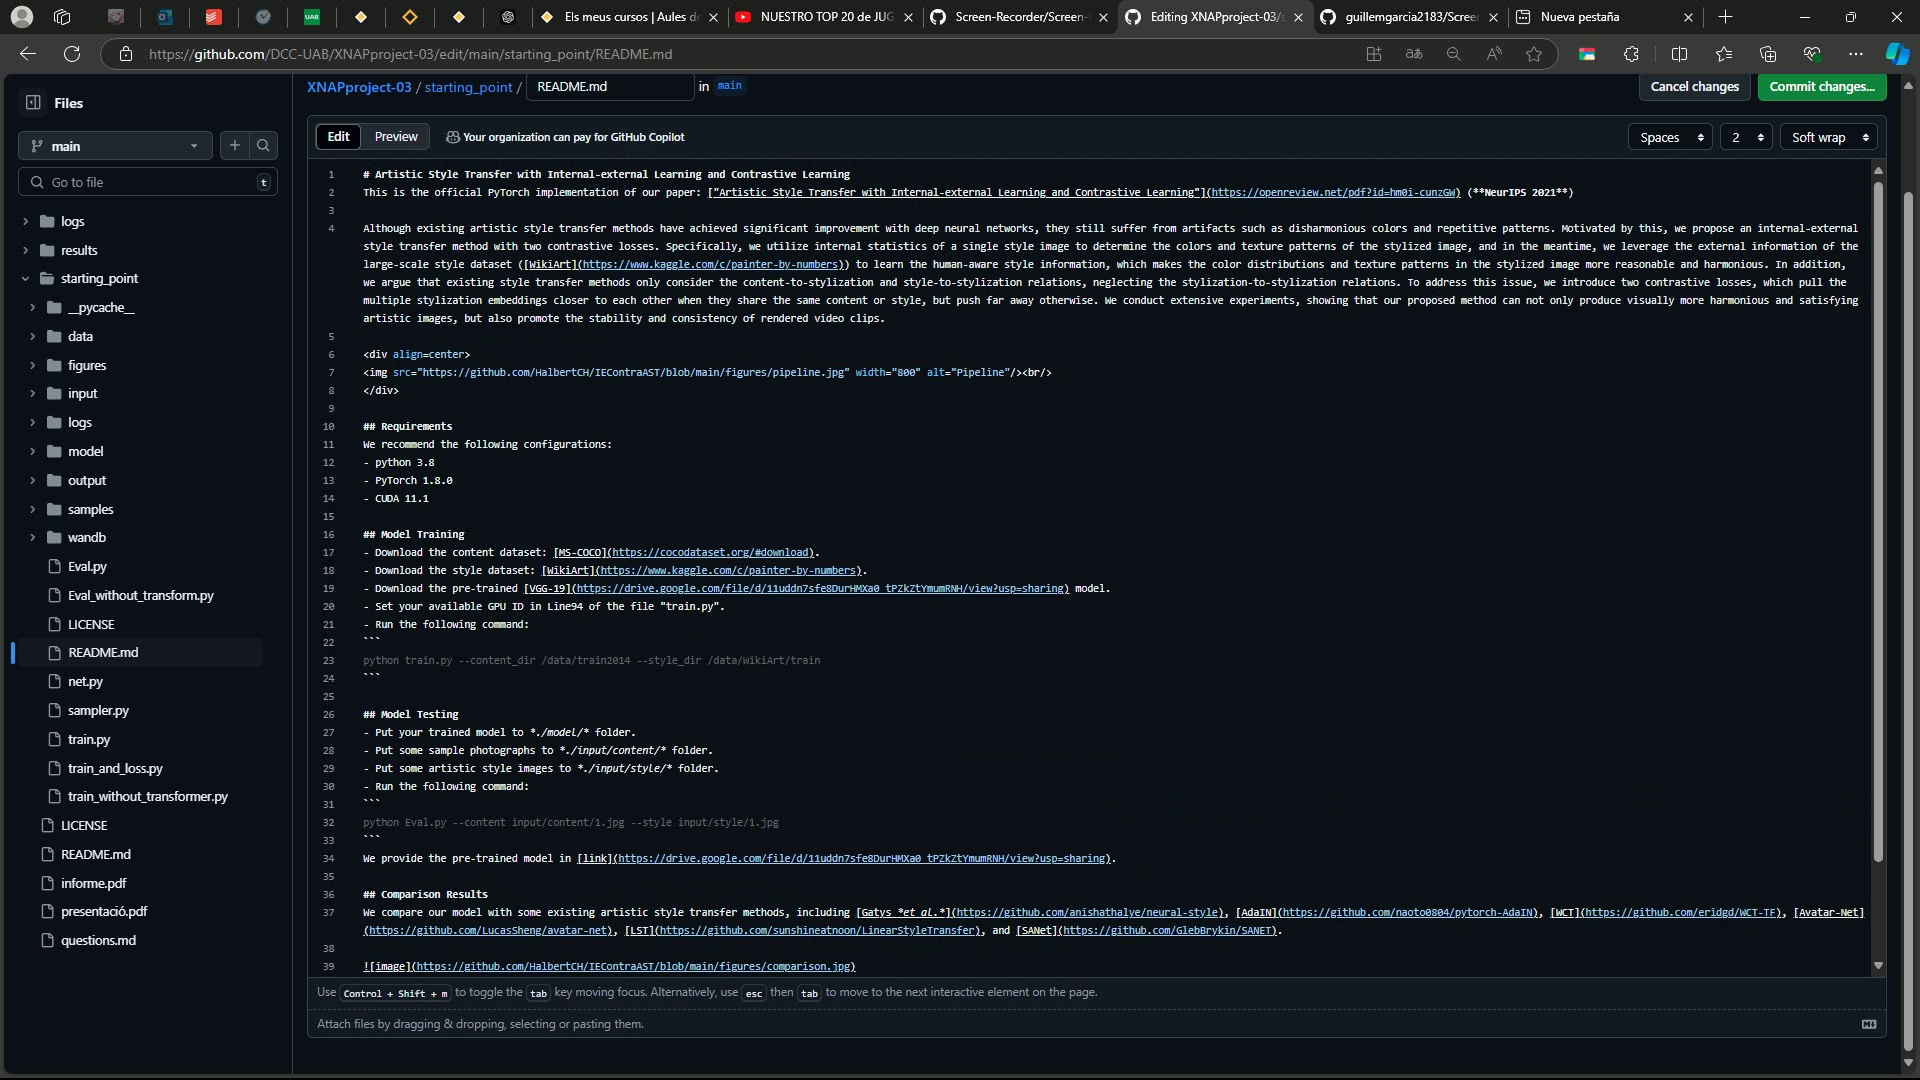 UAB
Els meus cursos | Aules d
NUESTRO TOP 20 de JUG
Screen-Recorder/Screen-
Editing XNAPproject-03/s
guillemgarcia2183/Scree
Nueva pestaña
https://github.com/DCC-UAB/XNAPproject-03/edit/main/starting_point/README.md
Files
XNAPproject-03 / starting_point / README.md in main
Cancel changes
Commit changes...
main
Edit
Preview
Your organization can pay for GitHub Copilot
Spaces
2
Soft wrap
Go to file
t
logs
results
starting_point
__pycache__
data
figures
input
logs
model
output
samples
wandb
Eval.py
Eval_without_transform.py
LICENSE
README.md
net.py
sampler.py
train.py
train_and_loss.py
train_without_transformer.py
LICENSE
README.md
informe.pdf
presentació.pdf
questions.md
1 # Artistic Style Transfer with Internal-external Learning and Contrastive Learning
2 This is the official PyTorch implementation of our paper: ["Artistic Style Transfer with Internal-external Learning and Contrastive Learning"](https://openreview.net/pdf?id=hm0i-cunzGW) (**NeurIPS 2021**)
3
4 Although existing artistic style transfer methods have achieved significant improvement with deep neural networks, they still suffer from artifacts such as disharmonious colors and repetitive patterns. Motivated by this, we propose an internal-external
style transfer method with two contrastive losses. Specifically, we utilize internal statistics of a single style image to determine the colors and texture patterns of the stylized image, and in the meantime, we leverage the external information of the
large-scale style dataset ([WikiArt](https://www.kaggle.com/c/painter-by-numbers)) to learn the human-aware style information, which makes the color distributions and texture patterns in the stylized image more reasonable and harmonious. In addition,
we argue that existing style transfer methods only consider the content-to-stylization and style-to-stylization relations, neglecting the stylization-to-stylization relations. To address this issue, we introduce two contrastive losses, which pull the
multiple stylization embeddings closer to each other when they share the same content or style, but push far away otherwise. We conduct extensive experiments, showing that our proposed method can not only produce visually more harmonious and satisfying
artistic images, but also promote the stability and consistency of rendered video clips.
5
6 <div align=center>
7 <img src="https://github.com/HalbertCH/IEContraAST/blob/main/figures/pipeline.jpg" width="800" alt="Pipeline"/><br/>
8 </div>
9
10 ## Requirements
11 We recommend the following configurations:
12 - python 3.8
13 - PyTorch 1.8.0
14 - CUDA 11.1
15
16 ## Model Training
17 - Download the content dataset: [MS-COCO](https://cocodataset.org/#download).
18 - Download the style dataset: [WikiArt](https://www.kaggle.com/c/painter-by-numbers).
19 - Download the pre-trained [VGG-19](https://drive.google.com/file/d/11uddn7sfe8DurHMXa0_tPZkZtYmumRNH/view?usp=sharing) model.
20 - Set your available GPU ID in Line94 of the file "train.py".
21 - Run the following command:
22 ```
23 python train.py --content_dir /data/train2014 --style_dir /data/WikiArt/train
24 ```
25
26 ## Model Testing
27 - Put your trained model to *./model/* folder.
28 - Put some sample photographs to *./input/content/* folder.
29 - Put some artistic style images to *./input/style/* folder.
30 - Run the following command:
31 ```
32 python Eval.py --content input/content/1.jpg --style input/style/1.jpg
33 ```
34 We provide the pre-trained model in [link](https://drive.google.com/file/d/11uddn7sfe8DurHMXa0_tPZkZtYmumRNH/view?usp=sharing).
35
36 ## Comparison Results
37 We compare our model with some existing artistic style transfer methods, including [Gatys *et al.*](https://github.com/anishathalye/neural-style), [AdaIN](https://github.com/naoto0804/pytorch-AdaIN), [WCT](https://github.com/eridgd/WCT-TF), [Avatar-Net]
(https://github.com/LucasSheng/avatar-net), [LST](https://github.com/sunshineatnoon/LinearStyleTransfer), and [SANet](https://github.com/GlebBrykin/SANET).
38
39 ![image](https://github.com/HalbertCH/IEContraAST/blob/main/figures/comparison.jpg)
Use Control + Shift + m to toggle the tab key moving focus. Alternatively, use esc then tab to move to the next interactive element on the page.
Attach files by dragging & dropping, selecting or pasting them.